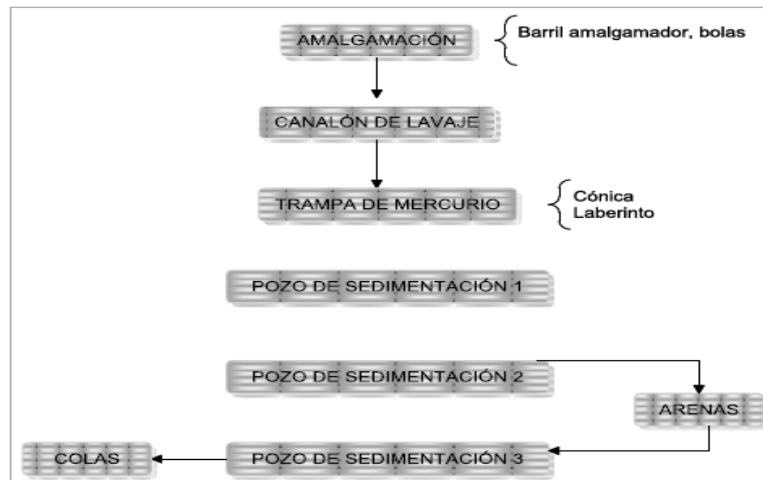 AMALGAMACIÓN
Barril amalgamador, bolas
CANALÓN DE LAVAJE
TRAMPA DE MERCURIO
Cónica
Laberinto
POZO DE SEDIMENTACIÓN 1
POZO DE SEDIMENTACIÓN 2
ARENAS
COLAS
POZO DE SEDIMENTACIÓN 3